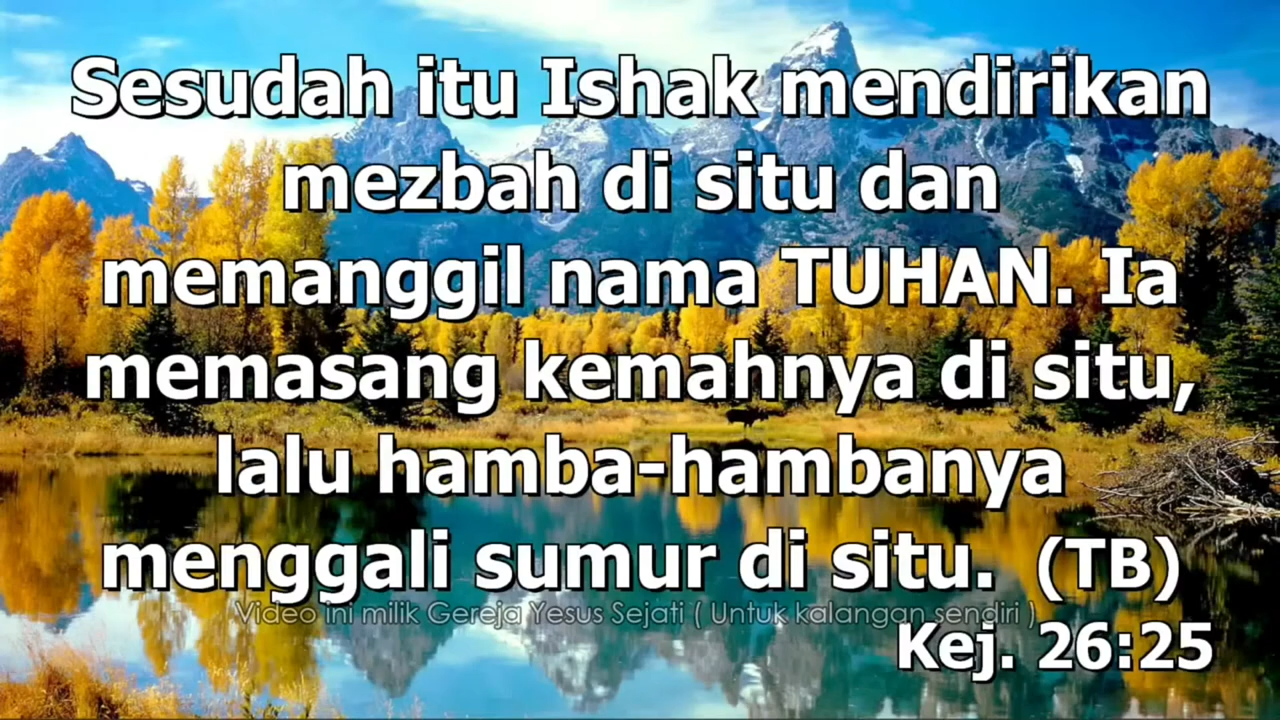 Sesudah itu Ishak mendirikan
mezbah di situ dan
memanggil nama TUHAN. Ia
memasang kemahnya di situ,
lalu hamba-hambanya
menggali sumur di situ. (TB)
Video ini milik Gereja Yesus Sejati ( Untuk kalangan sendiri )
Kej. 26:25